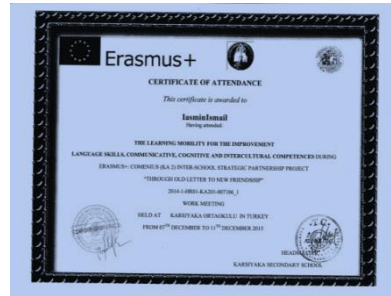 Erasmus+
CERTIFICATE OF ATTENDANCE
This certificate is awarded to
IasminIsmail
Having attended.
THE LEARNING MOBILITY FOR THE IMPROVEMENT
LANGUAGE SKILLS, COMMUNICATIVE, COGNITIVE AND INTERCULTURAL COMPETENCES DURING
ERASMUS+ COMENIUS (KA 2) INTER-SCHOOL STRATEGIC PARTNERSHIP PROJECT
"THROUGH OLD LETTER TO NEW FRIENDSHIP"
WORK MEETING
HELD AT KARSIYAKA ORTAOKULU IN TURKEY
FROM 07TH DECEMBER TO 11TH DECEMBER 2015
T.C.
KARSIYAKA SECONDARY SCHOOL